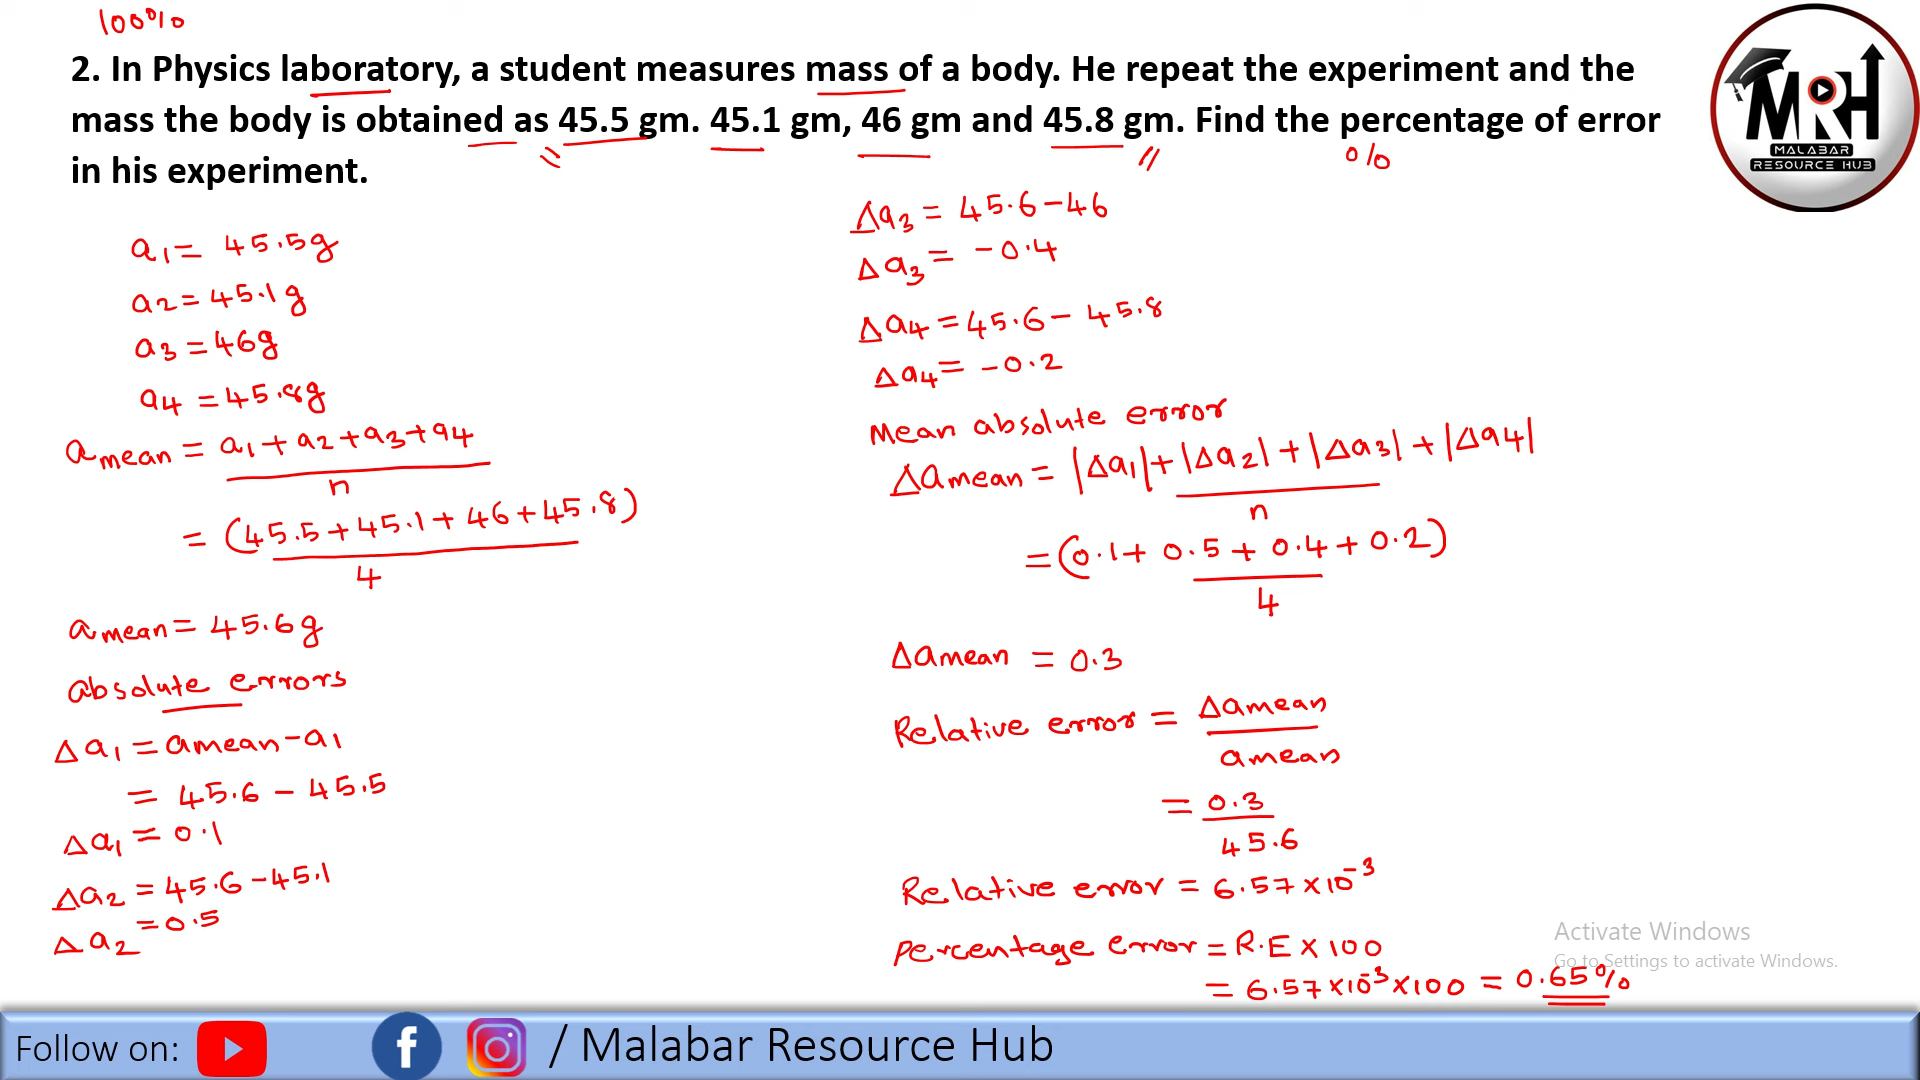 100%
2. In Physics laboratory, a student measures mass of a body. He repeat the experiment and the
mass the body is obtained as 45.5 gm. 45.1 gm, 46 gm and 45.8 gm. Find the percentage of error
in his experiment.
%
MRH
MALABAR
RESOURCE HUB
a1 = 45.5g
a2 = 45.1g
a3 = 46g
a4 = 45.8g
amean = a1 + a2 + a3 + a4
n
= (45.5 + 45.1 + 46 + 45.8)
4
amean = 45.6g
absolute errors
Δa1 = amean - a1
= 45.6 - 45.5
Δa1 = 0.1
Δa2 = 45.6 - 45.1
Δa2 = 0.5
Δa3 = 45.6 - 46
Δa3 = -0.4
Δa4 = 45.6 - 45.8
Δa4 = -0.2
Mean absolute error
Δamean = |Δa1| + |Δa2| + |Δa3| + |Δa4|
n
= (0.1 + 0.5 + 0.4 + 0.2)
4
Δamean = 0.3
Relative error = Δamean
amean
= 0.3
45.6
Relative error = 6.57 × 10⁻³
percentage error = R.E × 100
= 6.57 × 10⁻³ × 100 = 0.65%
Activate Windows
Go to Settings to activate Windows.
Follow on: / Malabar Resource Hub